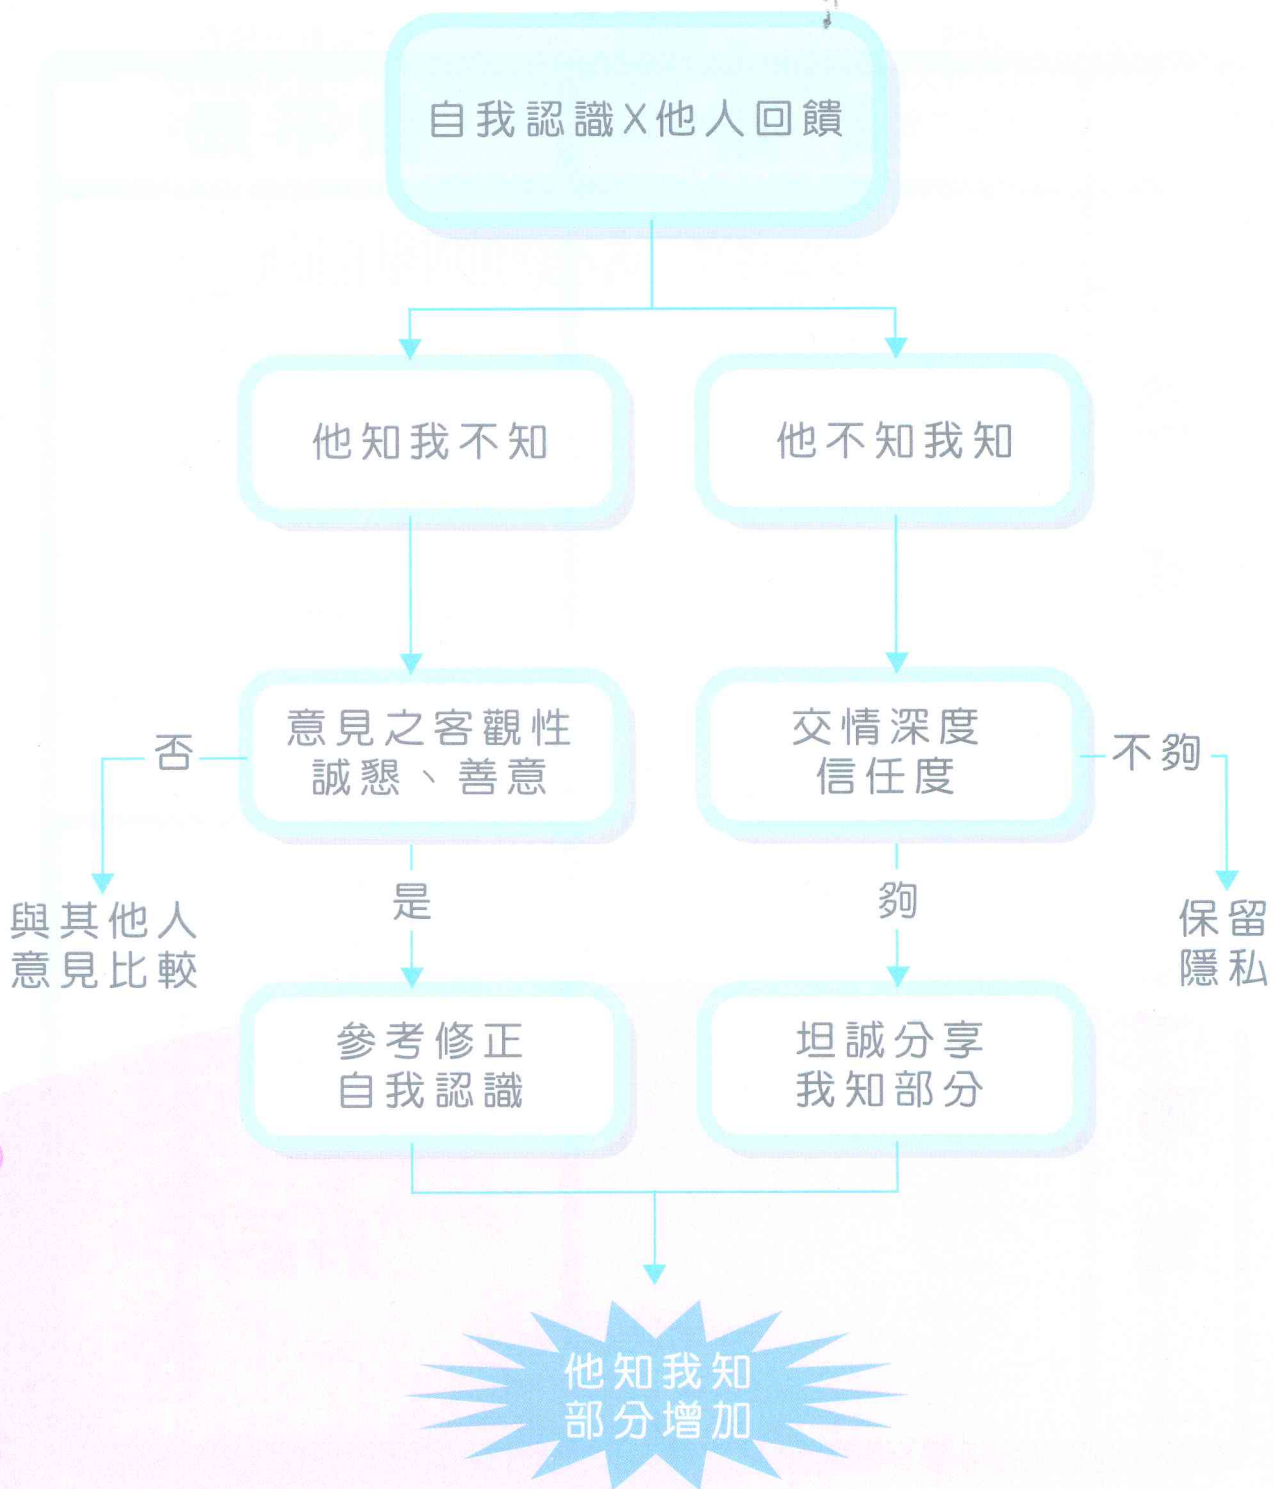 自我認識X他人回饋
他知我不知
他不知我知
意見之客觀性
誠懇、善意
交情深度
信任度
否
不夠
是
夠
與其他人
意見比較
保留
隱私
參考修正
自我認識
坦誠分享
我知部分
他知我知
部分增加